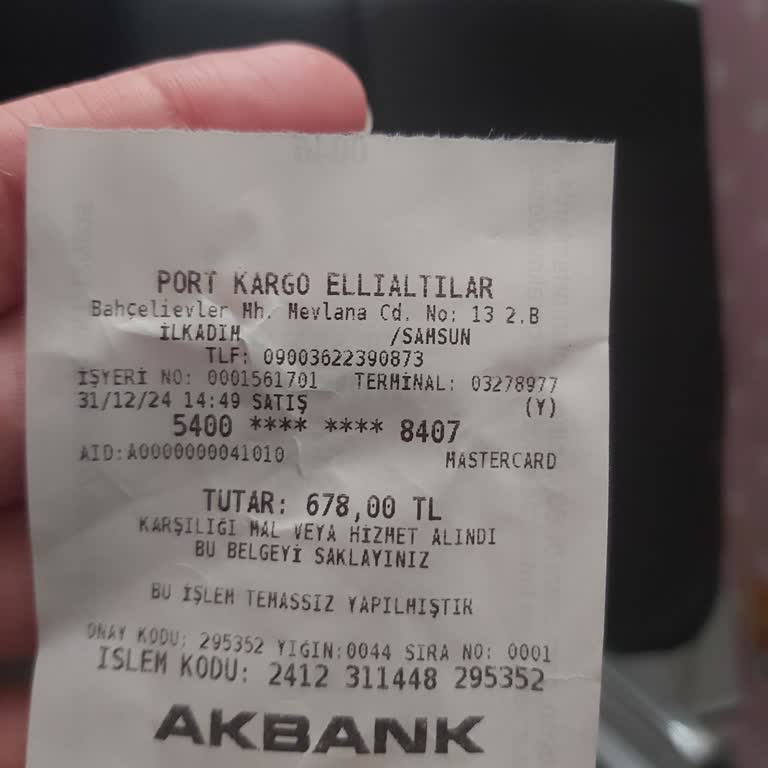 PORT KARGO ELLIALTILAR
Bahçelievler Mh. Mevlana Cd. No: 13 2.B
İLKADIM /SAMSUN
TLF: 09003622390873
İŞYERİ NO: 0001561701 TERMİNAL: 03278977
31/12/24 14:49 SATIŞ (Y)
5400 **** **** 8407
AID:A0000000041010 MASTERCARD
TUTAR: 678,00 TL
KARŞILIĞI MAL VEYA HİZMET ALINDI
BU BELGEYİ SAKLAYINIZ
BU İŞLEM TEMASSIZ YAPILMIŞTIR
ONAY KODU: 295352 YIĞIN:0044 SIRA NO: 0001
ISLEM KODU: 2412 311448 295352
AKBANK